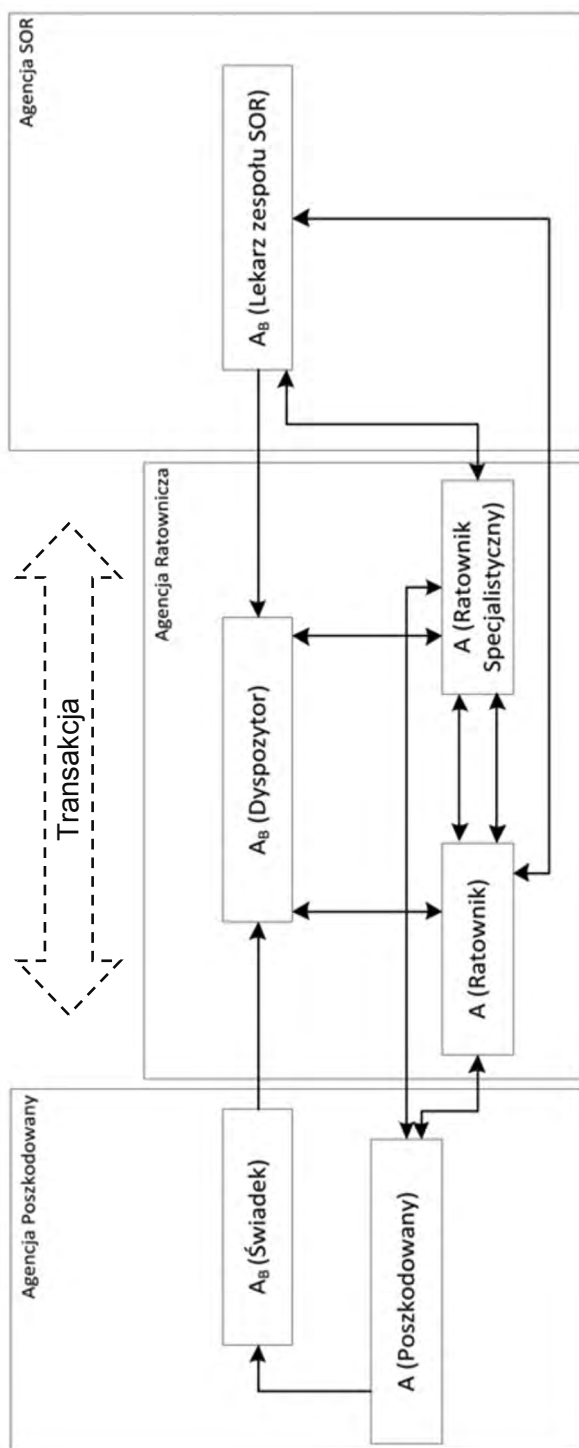 Transakcja
Agencja Poszkodowany
A_B (Świadek)
A (Poszkodowany)
Agencja Ratownicza
A_B (Dyspozytor)
A (Ratownik)
A (Ratownik
Specjalistyczny)
Agencja SOR
A_B (Lekarz zespołu SOR)